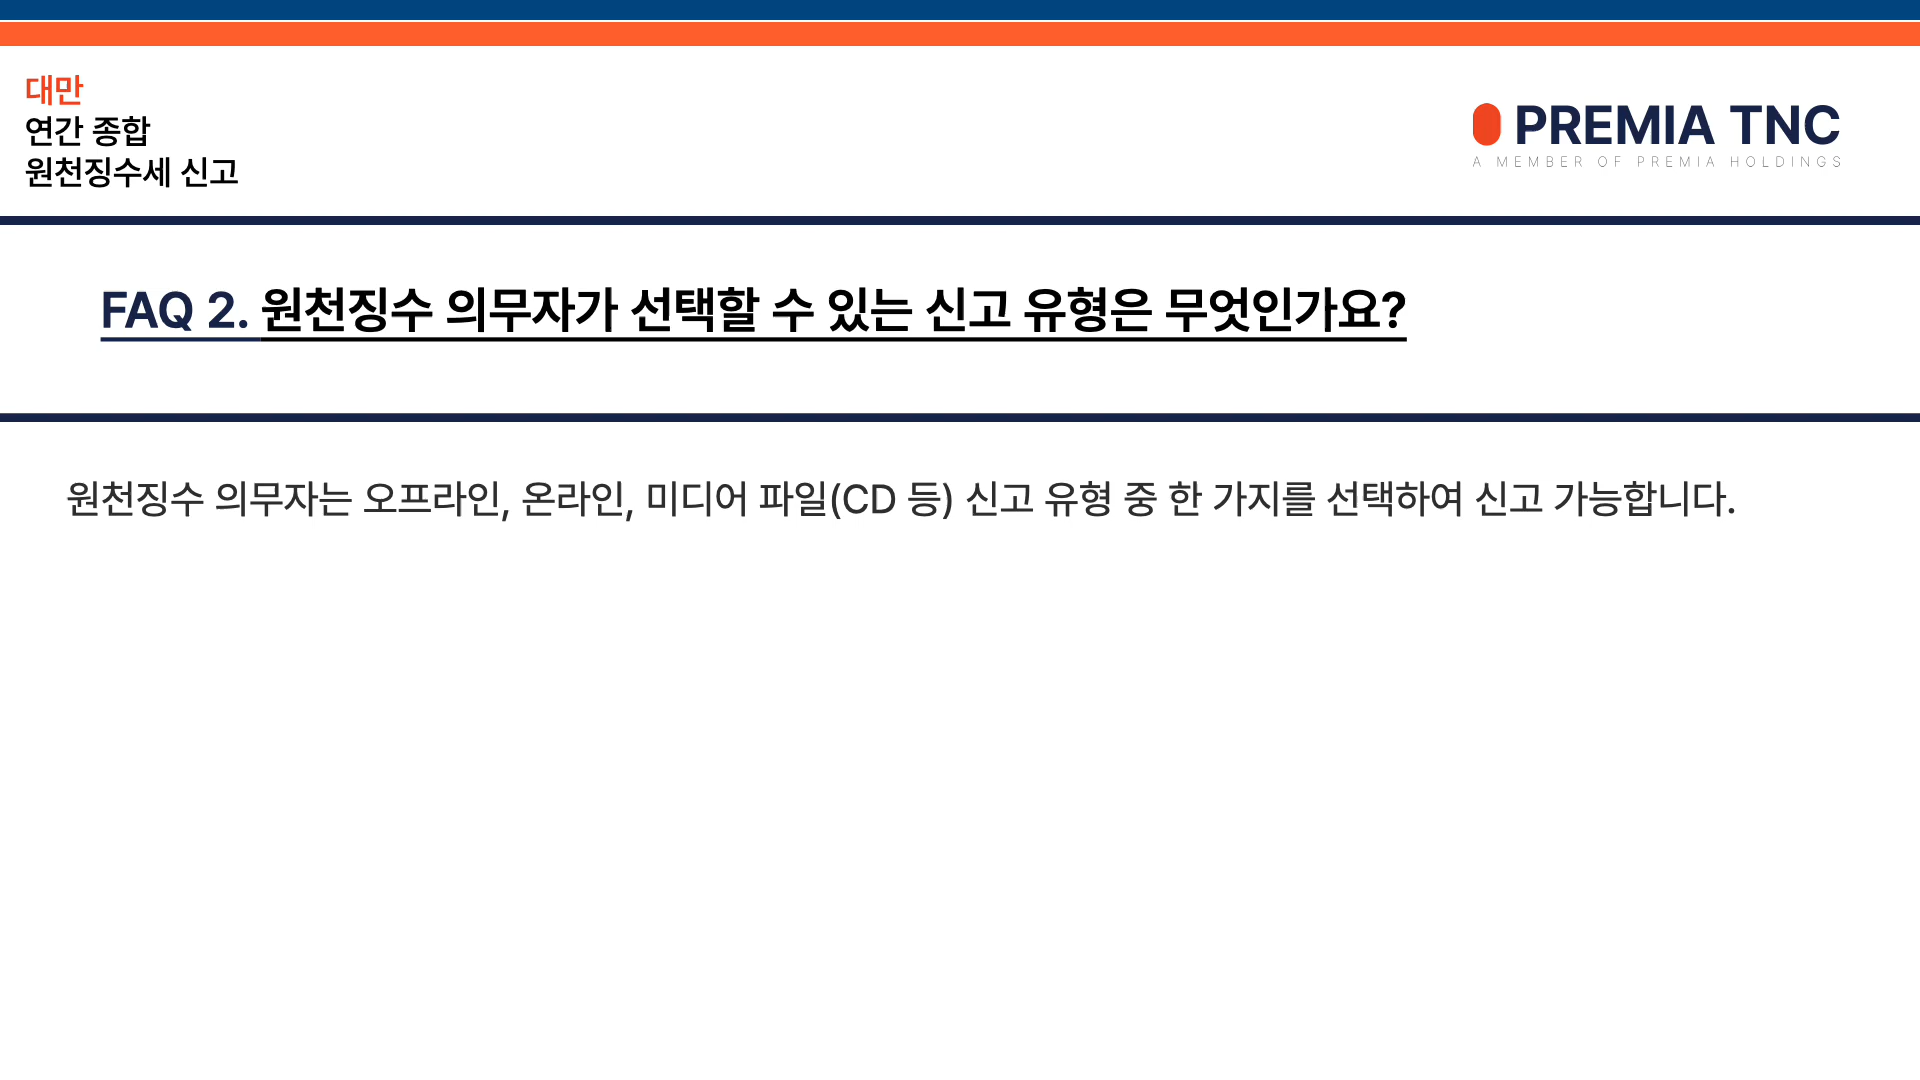 대만
연간 종합
원천징수세 신고
PREMIA TNC
A MEMBER OF PREMIA HOLDINGS
FAQ 2. 원천징수 의무자가 선택할 수 있는 신고 유형은 무엇인가요?
원천징수 의무자는 오프라인, 온라인, 미디어 파일(CD 등) 신고 유형 중 한 가지를 선택하여 신고 가능합니다.